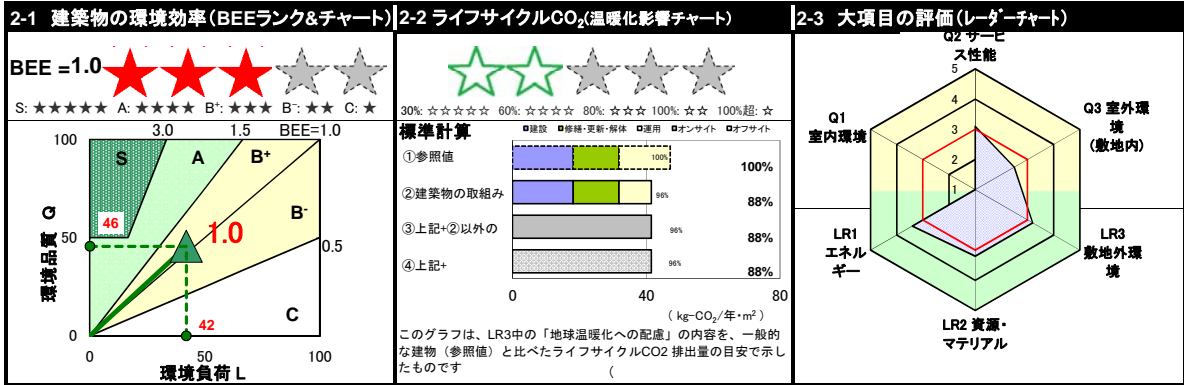 2-1 建築物の環境効率(BEEランク&チャート)
BEE =1.0
S: ★★★★★ A: ★★★★ B⁺: ★★★ B⁻: ★★ C: ★
3.0 1.5 BEE=1.0
100
S
A
B⁺
B⁻
46
1.0
50
0.5
環境品質 Q
C
42
0
0 50 100
環境負荷 L
2-2 ライフサイクルCO₂(温暖化影響チャート)
30%: ☆☆☆☆☆ 60%: ☆☆☆☆ 80%: ☆☆☆ 100%: ☆☆ 100%超: ☆
標準計算
建設 修繕・更新・解体 運用 オンサイト オフサイト
①参照値 100% 100%
②建築物の取組み 96% 88%
③上記+②以外の 96% 88%
④上記+ 96% 88%
0 40 80
( kg-CO₂/年・m² )
このグラフは、LR3中の「地球温暖化への配慮」の内容を、一般的
な建物(参照値)と比べたライフサイクルCO2 排出量の目安で示し
たものです (
2-3 大項目の評価(レーダーチャート)
Q2 サービ
ス性能
5
4
3
2
1
Q3 室外環
境
(敷地内)
Q1
室内環境
LR1
エネル
ギー
LR3
敷地外環
境
LR2 資源・
マテリアル